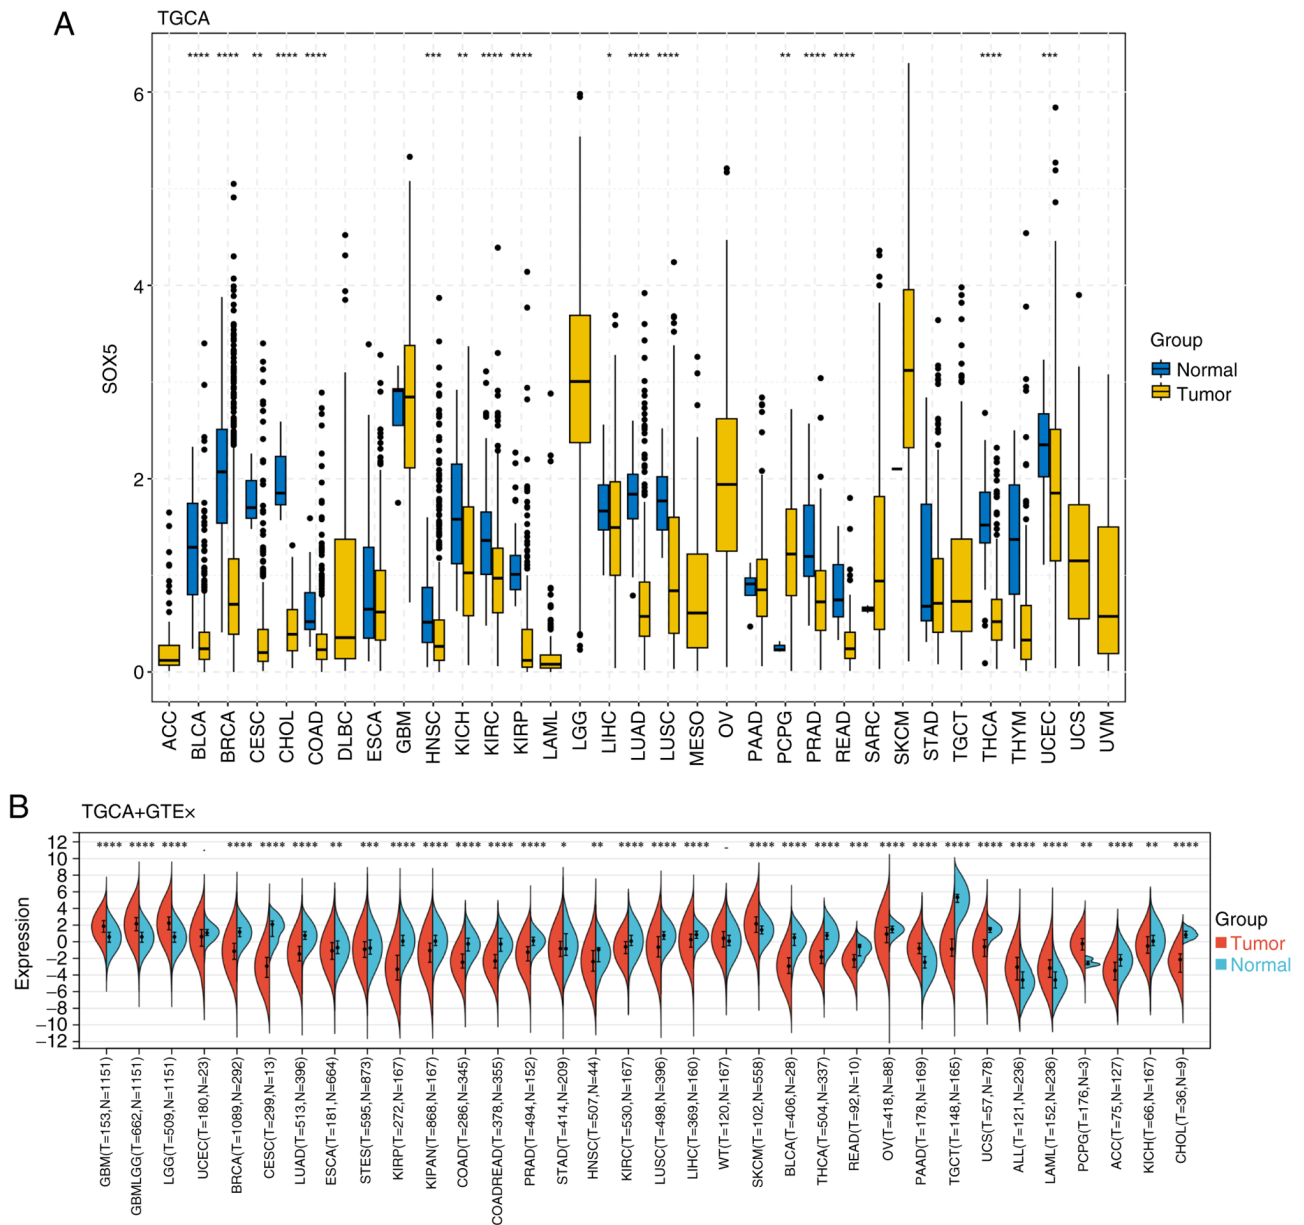 A
TGCA
**** **** ** **** **** *** ** **** **** * **** **** ** **** **** **** ***
6
4
2
0
SOX5
Group
Normal
Tumor
ACC
BLCA
BRCA
CESC
CHOL
COAD
DLBC
ESCA
GBM
HNSC
KICH
KIRC
KIRP
LAML
LGG
LIHC
LUAD
LUSC
MESO
OV
PAAD
PCPG
PRAD
READ
SARC
SKCM
STAD
TGCT
THCA
THYM
UCEC
UCS
UVM
B
TGCA+GTE×
**** **** **** . **** **** **** ** *** **** **** **** **** **** * ** **** **** **** - **** **** **** *** **** **** **** **** **** **** ** **** ** ****
12
10
8
6
4
2
0
−2
−4
−6
−8
−10
−12
Expression
Group
Tumor
Normal
GBM(T=153,N=1151)
GBMLGG(T=662,N=1151)
LGG(T=509,N=1151)
UCEC(T=180,N=23)
BRCA(T=1089,N=292)
CESC(T=299,N=13)
LUAD(T=513,N=396)
ESCA(T=181,N=664)
STES(T=595,N=873)
KIRP(T=272,N=167)
KIPAN(T=868,N=167)
COAD(T=286,N=345)
COADREAD(T=378,N=355)
PRAD(T=494,N=152)
STAD(T=414,N=209)
HNSC(T=507,N=44)
KIRC(T=530,N=167)
LUSC(T=498,N=396)
LIHC(T=369,N=160)
WT(T=120,N=167)
SKCM(T=102,N=558)
BLCA(T=406,N=28)
THCA(T=504,N=337)
READ(T=92,N=10)
OV(T=418,N=88)
PAAD(T=178,N=169)
TGCT(T=148,N=165)
UCS(T=57,N=78)
ALL(T=121,N=236)
LAML(T=152,N=236)
PCPG(T=176,N=3)
ACC(T=75,N=127)
KICH(T=66,N=167)
CHOL(T=36,N=9)